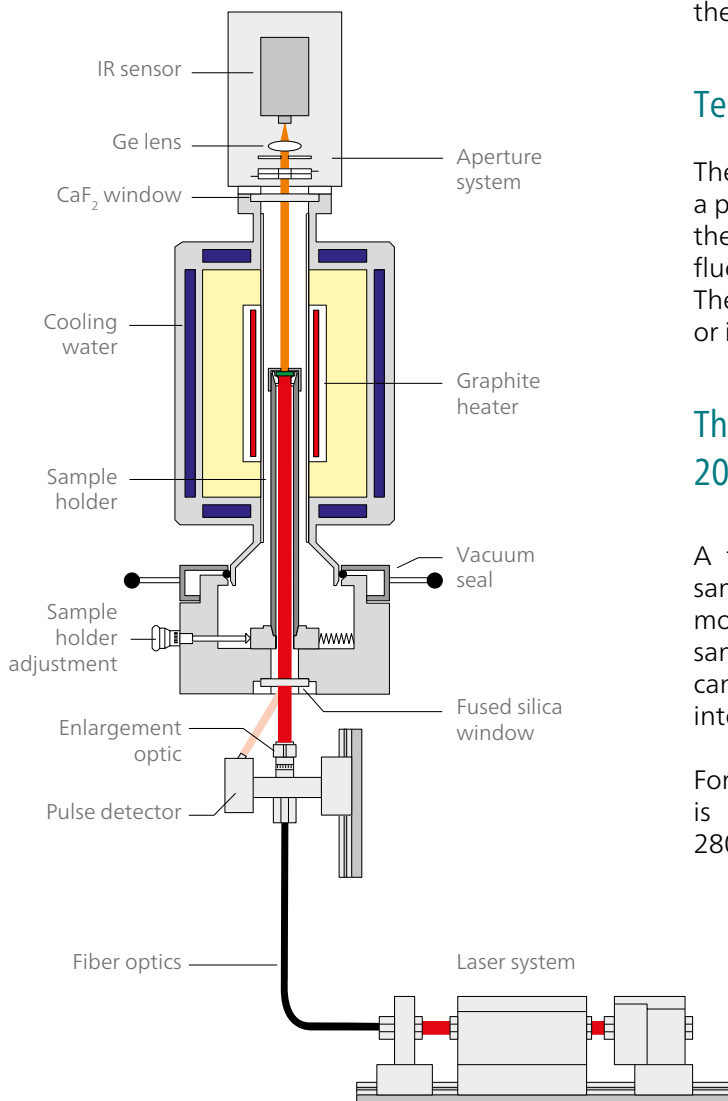 IR sensor
Ge lens
CaF2 window
Cooling
water
Sample
holder
Sample
holder
adjustment
Enlargement
optic
Pulse detector
Fiber optics
Aperture
system
Graphite
heater
Vacuum
seal
Fused silica
window
Laser system
the
Te
The
a p
the
flu
The
or i
Th
20
A
san
mo
san
can
inte
For
is
280